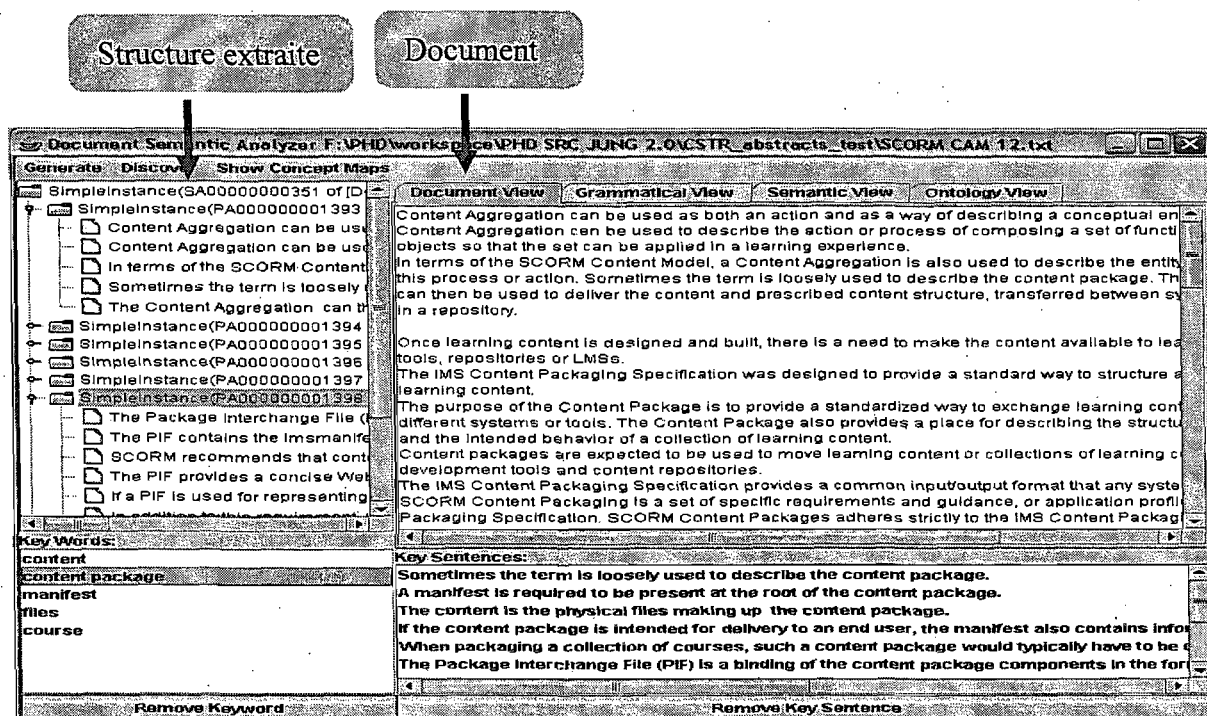 Structure extraite
Document
Document Semantic Analyzer F:\PHD\workspace\PHD SRC JUNG 2.0\CSTR_abstracts_test\SCORM CAM 12.txt
Generate Discover Show Concept Maps
SimpleInstance(SA00000000351 of [D
SimpleInstance(PA000000001393
Content Aggregation can be use
Content Aggregation can be use
In terms of the SCORM Content
Sometimes the term is loosely
The Content Aggregation can th
SimpleInstance(PA000000001394
SimpleInstance(PA000000001395
SimpleInstance(PA000000001396
SimpleInstance(PA000000001397
SimpleInstance(PA000000001398
The Package Interchange File (
The PIF contains the Imsmanife
SCORM recommends that conte
The PIF provides a concise Web
If a PIF is used for representing
In addition to this requirement
Document View Grammatical View Semantic View Ontology View
Content Aggregation can be used as both an action and as a way of describing a conceptual en
Content Aggregation can be used to describe the action or process of composing a set of functi
objects so that the set can be applied in a learning experience.
In terms of the SCORM Content Model, a Content Aggregation is also used to describe the entity
this process or action. Sometimes the term is loosely used to describe the content package. Th
can then be used to deliver the content and prescribed content structure, transferred between sy
in a repository.
Once learning content is designed and built, there is a need to make the content available to lea
tools, repositories or LMSs.
The IMS Content Packaging Specification was designed to provide a standard way to structure a
learning content.
The purpose of the Content Package is to provide a standardized way to exchange learning cont
different systems or tools. The Content Package also provides a place for describing the structu
and the intended behavior of a collection of learning content.
Content packages are expected to be used to move learning content or collections of learning c
development tools and content repositories.
The IMS Content Packaging Specification provides a common input/output format that any syste
SCORM Content Packaging is a set of specific requirements and guidance, or application profil
Packaging Specification. SCORM Content Packages adheres strictly to the IMS Content Packag
Key Words:
content
content package
manifest
files
course
Remove Keyword
Key Sentences:
Sometimes the term is loosely used to describe the content package.
A manifest is required to be present at the root of the content package.
The content is the physical files making up the content package.
If the content package is intended for delivery to an end user, the manifest also contains infor
When packaging a collection of courses, such a content package would typically have to be d
The Package Interchange File (PIF) is a binding of the content package components in the for
Remove Key Sentence